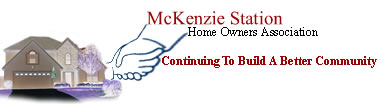 McKenzie Station
Home Owners Association
Continuing To Build A Better Community